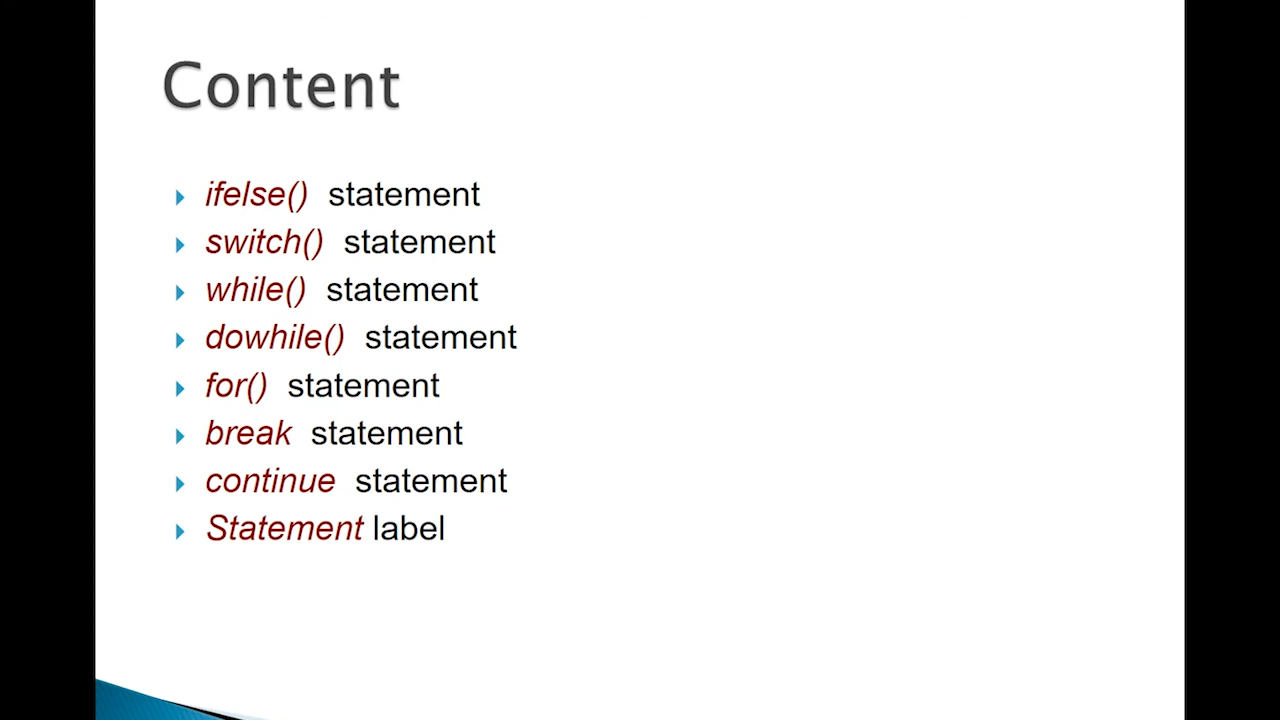 Content
ifelse() statement
switch() statement
while() statement
dowhile() statement
for() statement
break statement
continue statement
Statement label